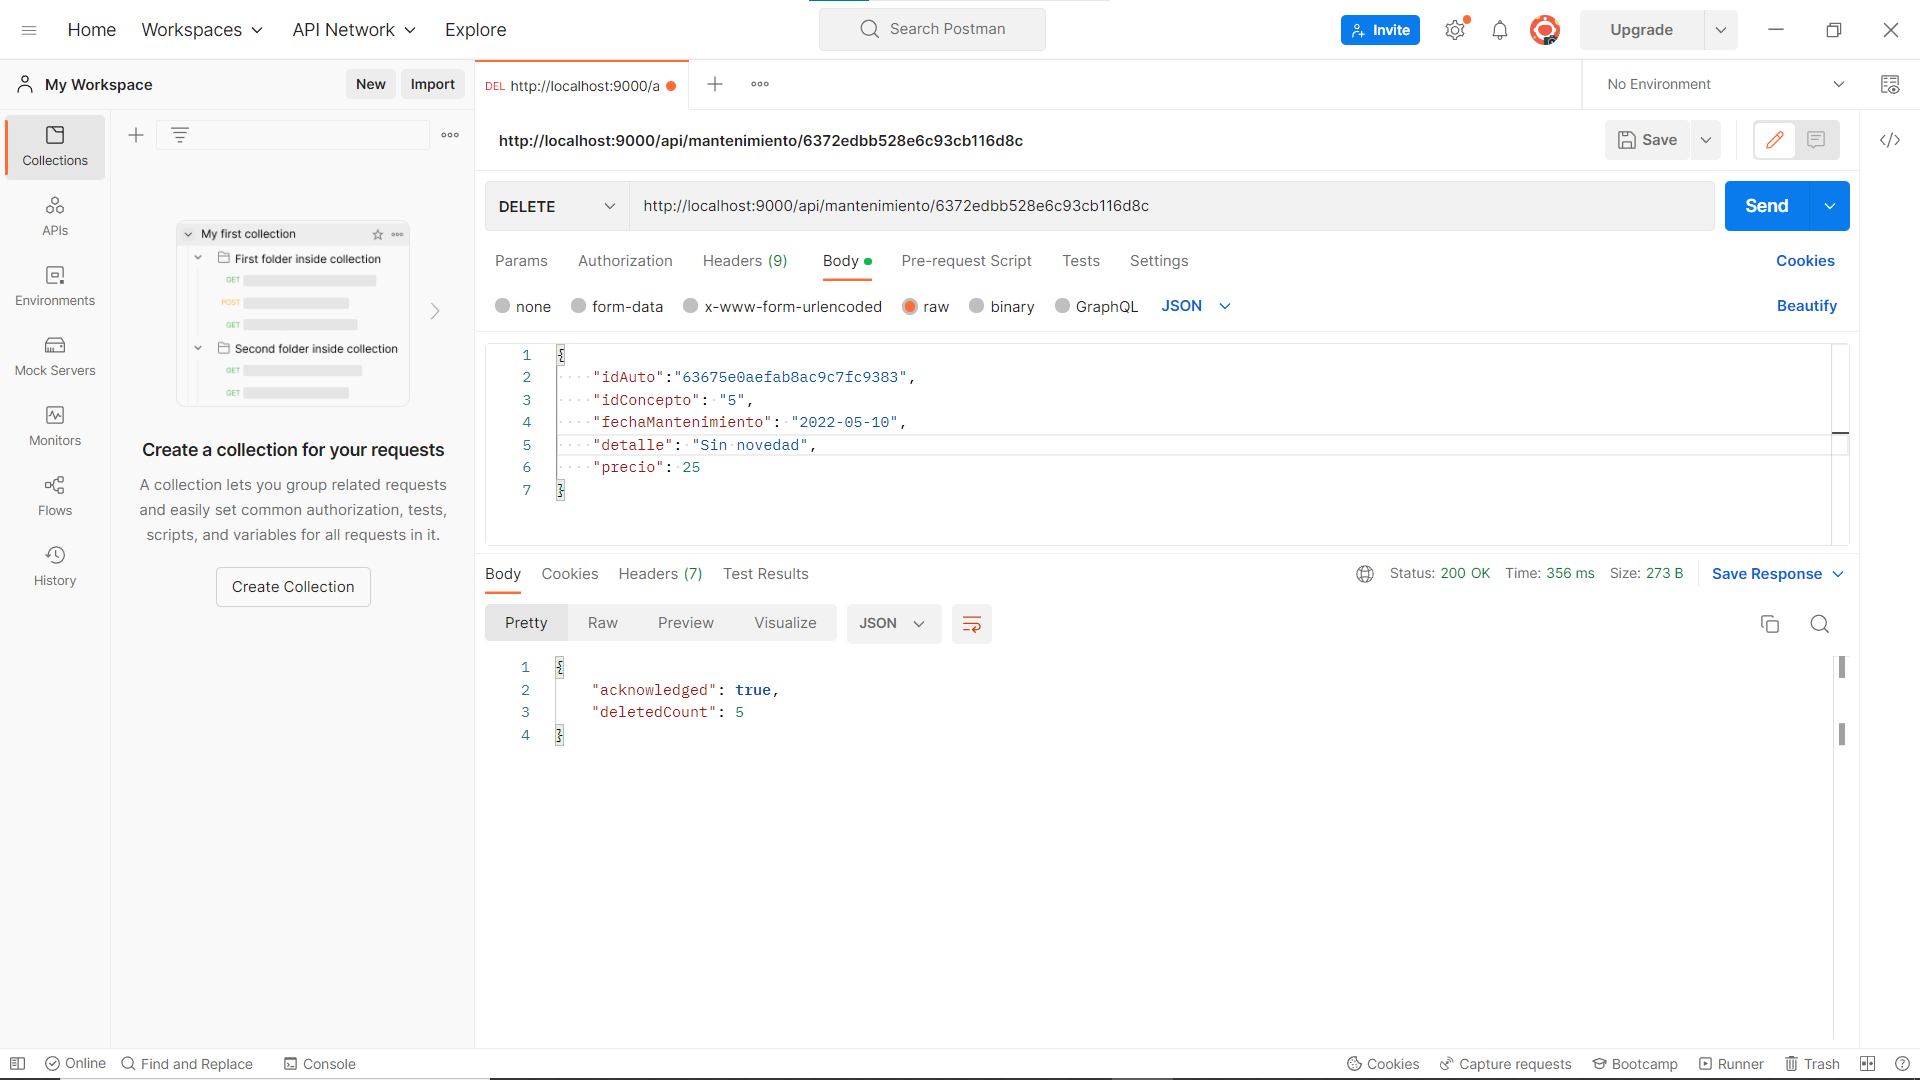 Home Workspaces API Network Explore Search Postman Invite Upgrade
My Workspace New Import DEL http://localhost:9000/a No Environment
Collections
APIs
Environments
Mock Servers
Monitors
Flows
History
My first collection
First folder inside collection
GET
POST
GET
Second folder inside collection
GET
GET
Create a collection for your requests
A collection lets you group related requests
and easily set common authorization, tests,
scripts, and variables for all requests in it.
Create Collection
http://localhost:9000/api/mantenimiento/6372edbb528e6c93cb116d8c Save
DELETE http://localhost:9000/api/mantenimiento/6372edbb528e6c93cb116d8c Send
Params Authorization Headers (9) Body Pre-request Script Tests Settings Cookies
none form-data x-www-form-urlencoded raw binary GraphQL JSON Beautify
1 {
2 "idAuto":"63675e0aefab8ac9c7fc9383",
3 "idConcepto": "5",
4 "fechaMantenimiento": "2022-05-10",
5 "detalle": "Sin novedad",
6 "precio": 25
7 }
Body Cookies Headers (7) Test Results Status: 200 OK Time: 356 ms Size: 273 B Save Response
Pretty Raw Preview Visualize JSON
1 {
2 "acknowledged": true,
3 "deletedCount": 5
4 }
Online Find and Replace Console Cookies Capture requests Bootcamp Runner Trash